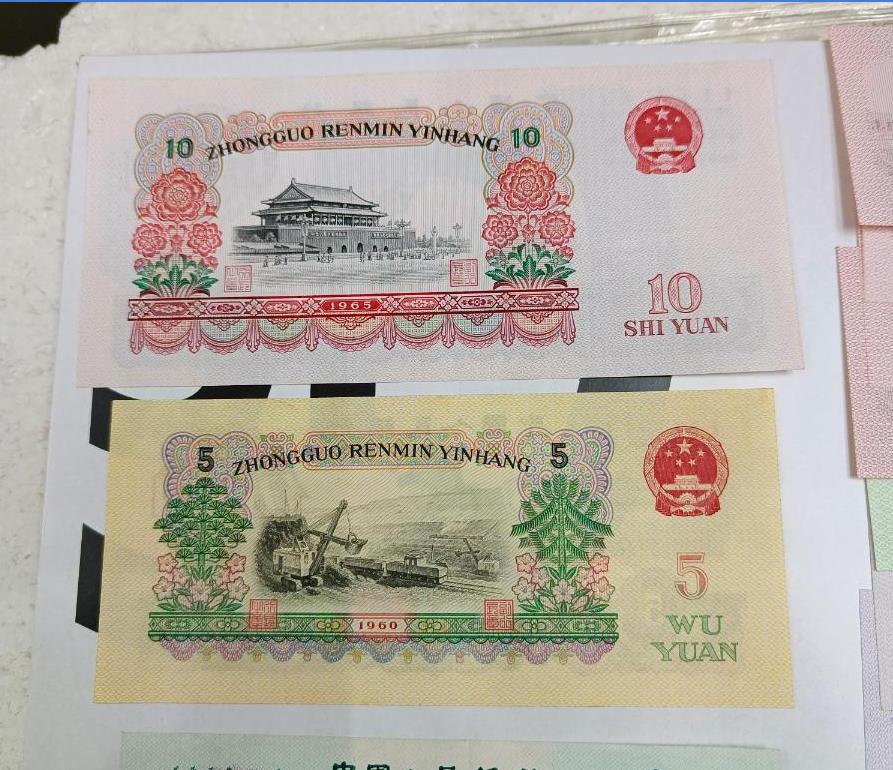 10 ZHONGGUO RENMIN YINHANG 10
1965
10
SHI YUAN
5 ZHONGGUO RENMIN YINHANG 5
1960
5
WU
YUAN